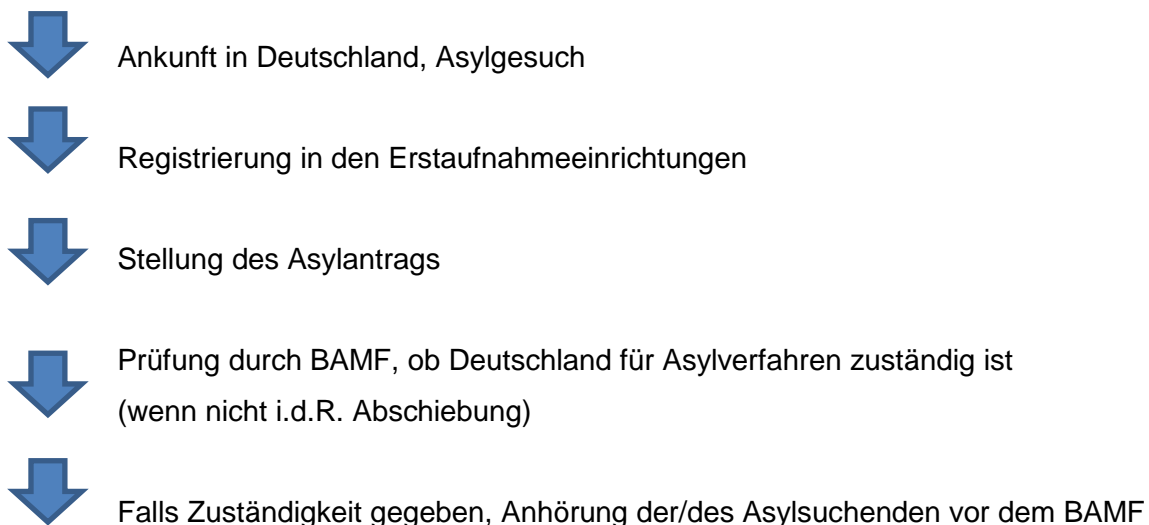 Ankunft in Deutschland, Asylgesuch
Registrierung in den Erstaufnahmeeinrichtungen
Stellung des Asylantrags
Prüfung durch BAMF, ob Deutschland für Asylverfahren zuständig ist
(wenn nicht i.d.R. Abschiebung)
Falls Zuständigkeit gegeben, Anhörung der/des Asylsuchenden vor dem BAMF